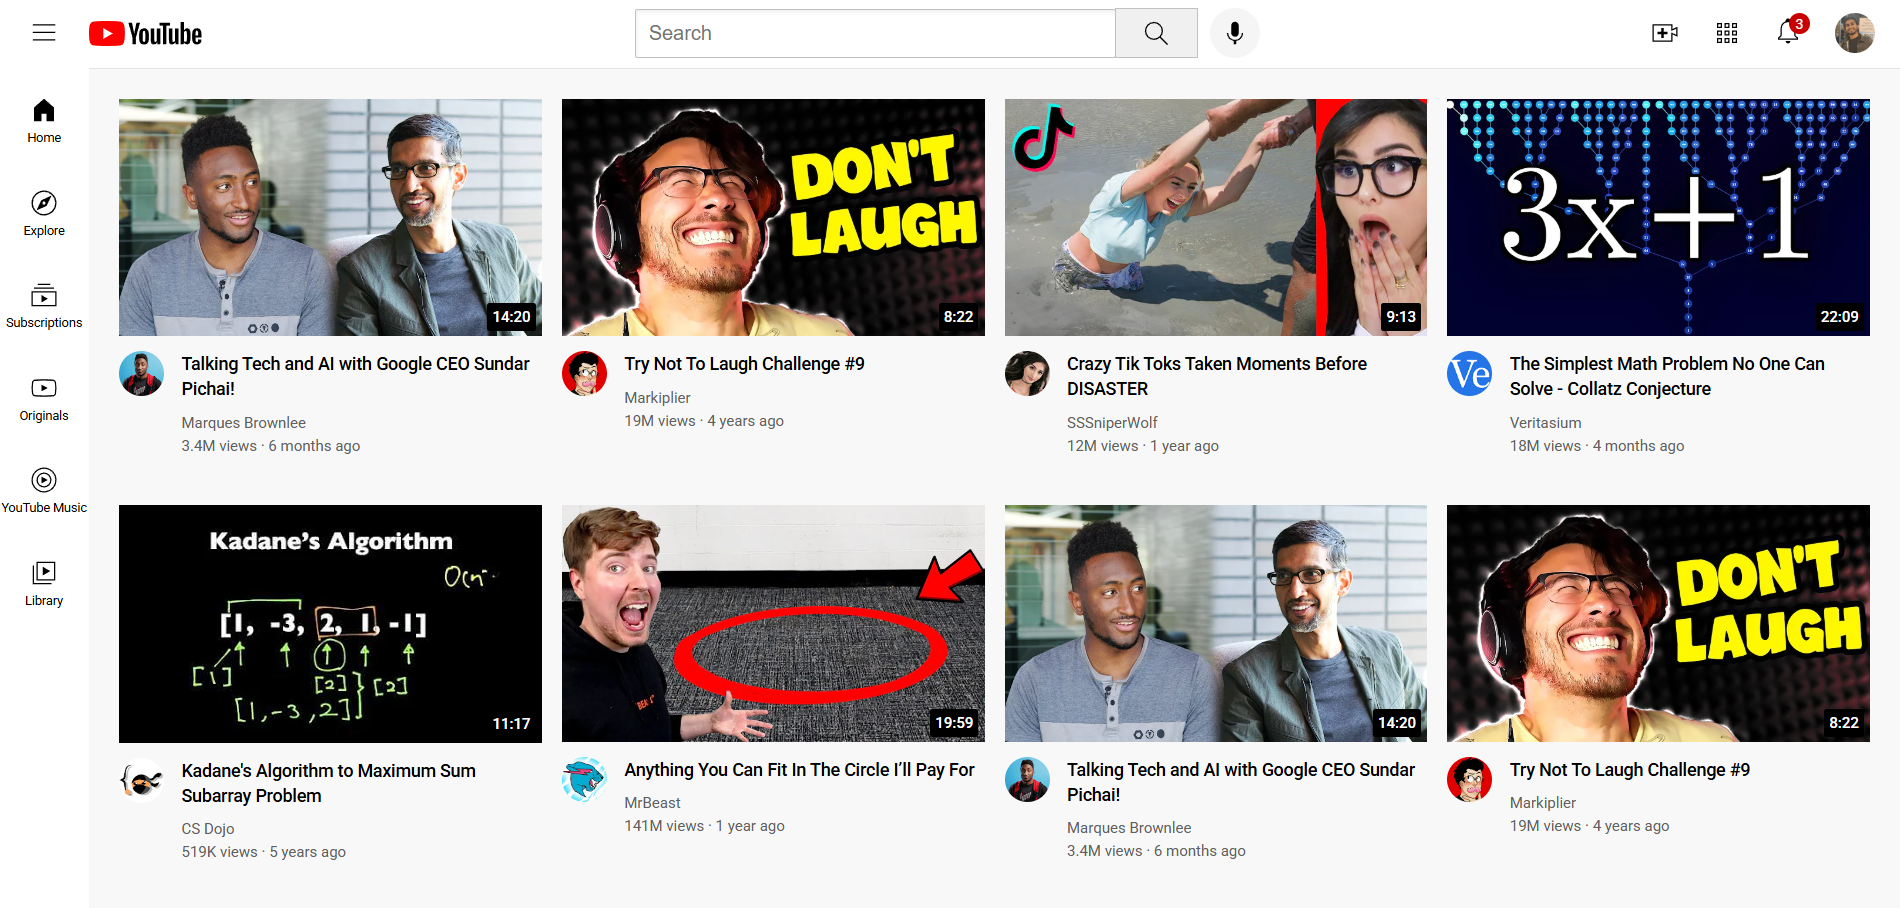 YouTube
Search
3
Home
Explore
Subscriptions
Originals
YouTube Music
Library
14:20
Talking Tech and AI with Google CEO Sundar
Pichai!
Marques Brownlee
3.4M views · 6 months ago
DON'T
LAUGH
8:22
Try Not To Laugh Challenge #9
Markiplier
19M views · 4 years ago
9:13
Crazy Tik Toks Taken Moments Before
DISASTER
SSSniperWolf
12M views · 1 year ago
3x+1
22:09
Ve
The Simplest Math Problem No One Can
Solve - Collatz Conjecture
Veritasium
18M views · 4 months ago
Kadane's Algorithm
[1, -3, 2, 1, -1]
[1]
[2] [2]
[1, -3, 2]
11:17
Kadane's Algorithm to Maximum Sum
Subarray Problem
CS Dojo
519K views · 5 years ago
19:59
Anything You Can Fit In The Circle I’ll Pay For
MrBeast
141M views · 1 year ago
14:20
Talking Tech and AI with Google CEO Sundar
Pichai!
Marques Brownlee
3.4M views · 6 months ago
DON'T
LAUGH
8:22
Try Not To Laugh Challenge #9
Markiplier
19M views · 4 years ago